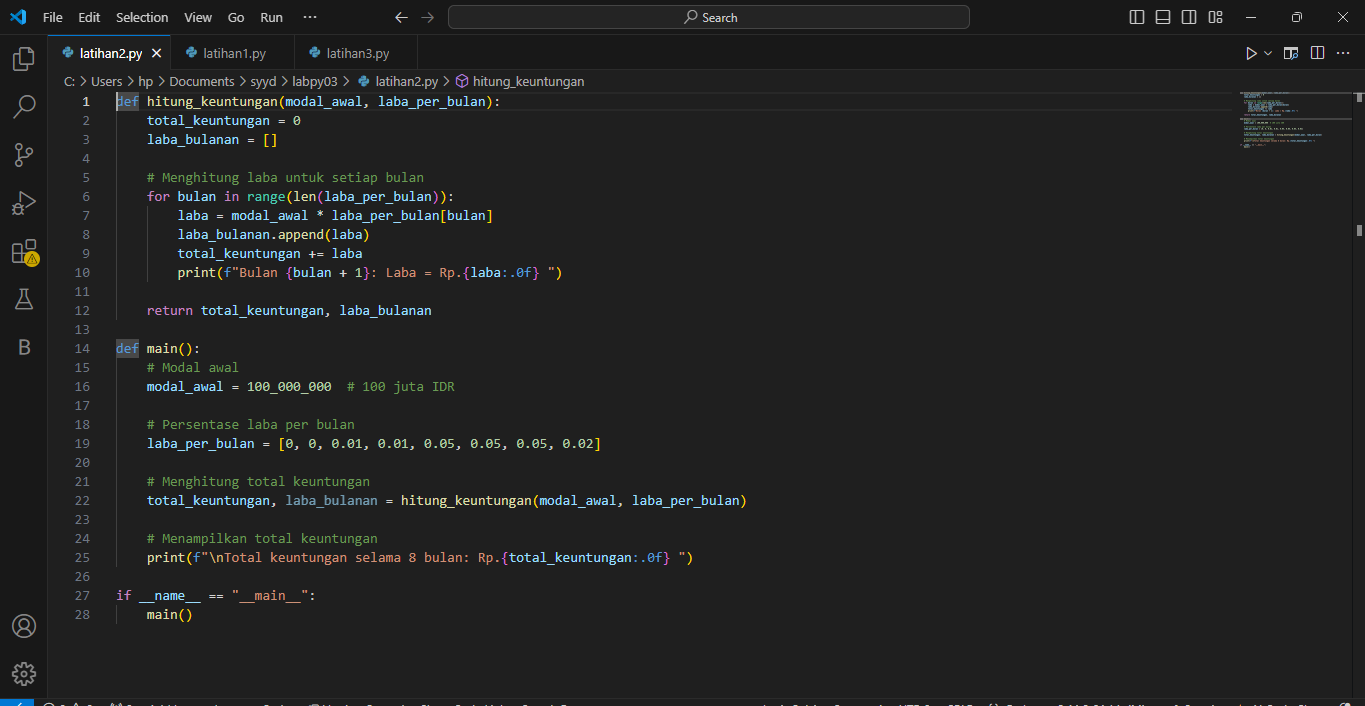 File Edit Selection View Go Run ··· Search
latihan2.py latihan1.py latihan3.py
C: > Users > hp > Documents > syyd > labpy03 > latihan2.py > hitung_keuntungan
1 def hitung_keuntungan(modal_awal, laba_per_bulan):
2 total_keuntungan = 0
3 laba_bulanan = []
4
5 # Menghitung laba untuk setiap bulan
6 for bulan in range(len(laba_per_bulan)):
7 laba = modal_awal * laba_per_bulan[bulan]
8 laba_bulanan.append(laba)
9 total_keuntungan += laba
10 print(f"Bulan {bulan + 1}: Laba = Rp.{laba:.0f} ")
11
12 return total_keuntungan, laba_bulanan
13
14 def main():
15 # Modal awal
16 modal_awal = 100_000_000  # 100 juta IDR
17
18 # Persentase laba per bulan
19 laba_per_bulan = [0, 0, 0.01, 0.01, 0.05, 0.05, 0.05, 0.02]
20
21 # Menghitung total keuntungan
22 total_keuntungan, laba_bulanan = hitung_keuntungan(modal_awal, laba_per_bulan)
23
24 # Menampilkan total keuntungan
25 print(f"\nTotal keuntungan selama 8 bulan: Rp.{total_keuntungan:.0f} ")
26
27 if __name__ == "__main__":
28 main()
B